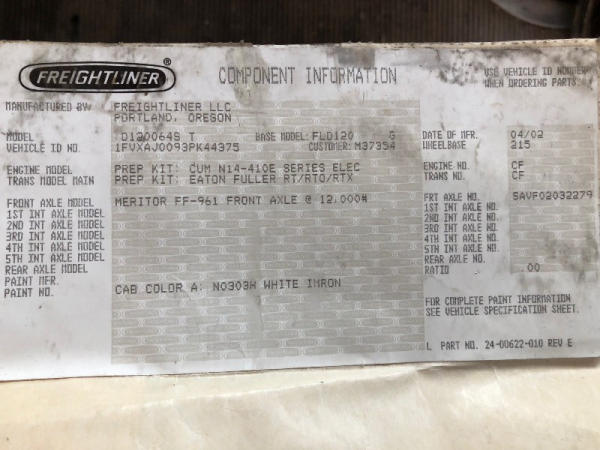 FREIGHTLINER®
COMPONENT INFORMATION
USE VEHICLE ID NUMBER
WHEN ORDERING PARTS.
MANUFACTURED BY FREIGHTLINER LLC
PORTLAND, OREGON
MODEL D120064S T BASE MODEL: FLD120 G DATE OF MFR. 04/02
VEHICLE ID NO. 1FVXAJ0093PK44375 CUSTOMER: M37354 WHEELBASE 215
ENGINE MODEL PREP KIT: CUM N14-410E SERIES ELEC ENGINE NO. CF
TRANS MODEL MAIN PREP KIT: EATON FULLER RT/RTO/RTX TRANS NO. CF
FRONT AXLE MODEL MERITOR FF-961 FRONT AXLE @ 12,000# FRT AXLE NO. SAVF02032279
1ST INT AXLE MODEL 1ST INT AXLE NO.
2ND INT AXLE MODEL 2ND INT AXLE NO.
3RD INT AXLE MODEL 3RD INT AXLE NO.
4TH INT AXLE MODEL 4TH INT AXLE NO.
5TH INT AXLE MODEL 5TH INT AXLE NO.
REAR AXLE MODEL REAR AXLE NO.
PAINT MFR. RATIO .00
PAINT NO. CAB COLOR A: N0303H WHITE IMRON
FOR COMPLETE PAINT INFORMATION
SEE VEHICLE SPECIFICATION SHEET.
L PART NO. 24-00622-010 REV E